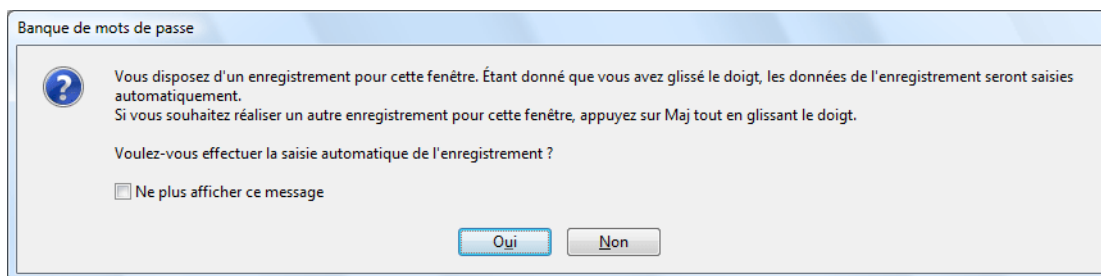 Banque de mots de passe
Vous disposez d'un enregistrement pour cette fenêtre. Étant donné que vous avez glissé le doigt, les données de l'enregistrement seront saisies
automatiquement.
Si vous souhaitez réaliser un autre enregistrement pour cette fenêtre, appuyez sur Maj tout en glissant le doigt.
Voulez-vous effectuer la saisie automatique de l'enregistrement ?
Ne plus afficher ce message
Oui Non